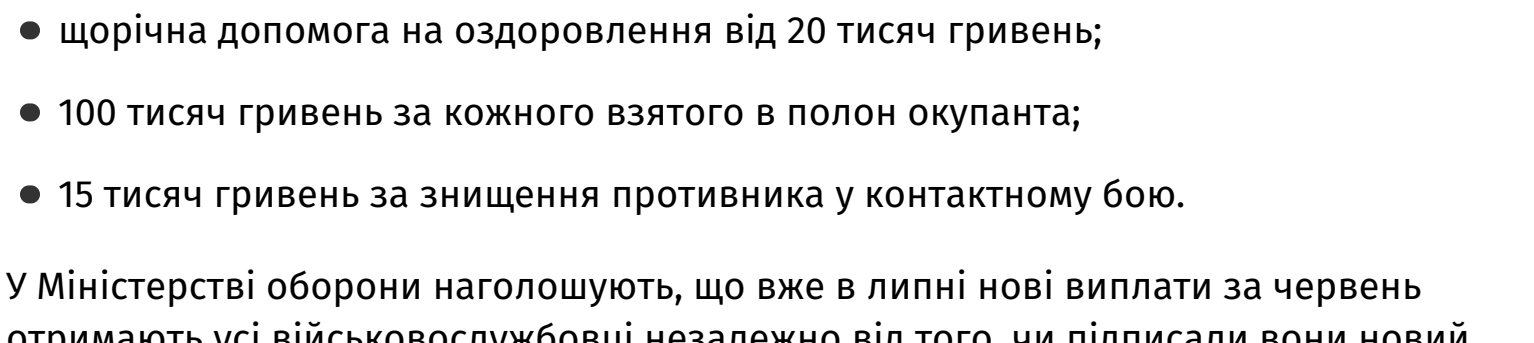 • щорічна допомога на оздоровлення від 20 тисяч гривень;
• 100 тисяч гривень за кожного взятого в полон окупанта;
• 15 тисяч гривень за знищення противника у контактному бою.
У Міністерстві оборони наголошують, що вже в липні нові виплати за червень
отримають усі військовослужбовці незалежно від того, чи підписали вони новий